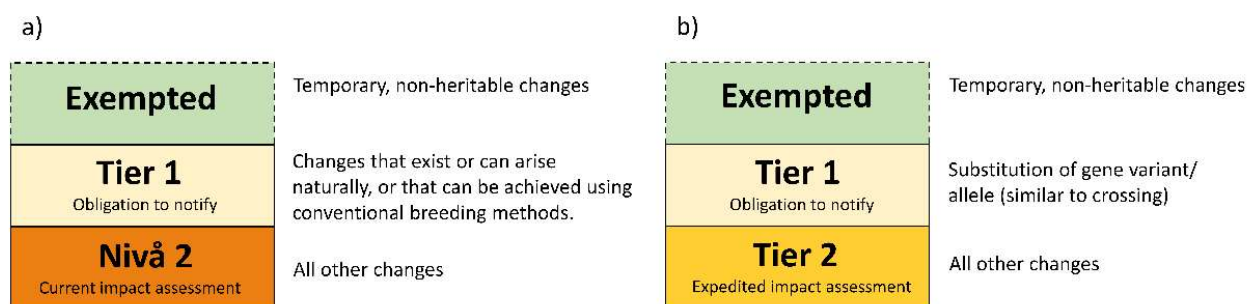 a)
Exempted
Temporary, non-heritable changes
Tier 1
Obligation to notify
Changes that exist or can arise
naturally, or that can be achieved using
conventional breeding methods.
Nivå 2
Current impact assessment
All other changes
b)
Exempted
Temporary, non-heritable changes
Tier 1
Obligation to notify
Substitution of gene variant/
allele (similar to crossing)
Tier 2
Expedited impact assessment
All other changes